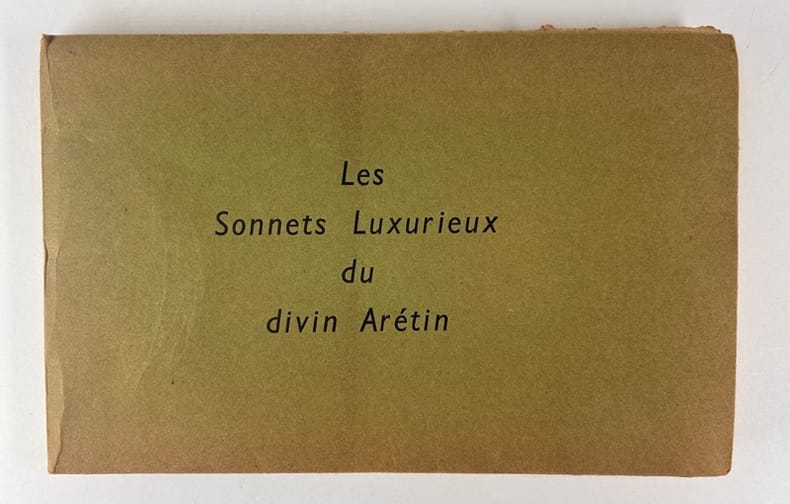 Les
Sonnets Luxurieux
du
divin Arétin